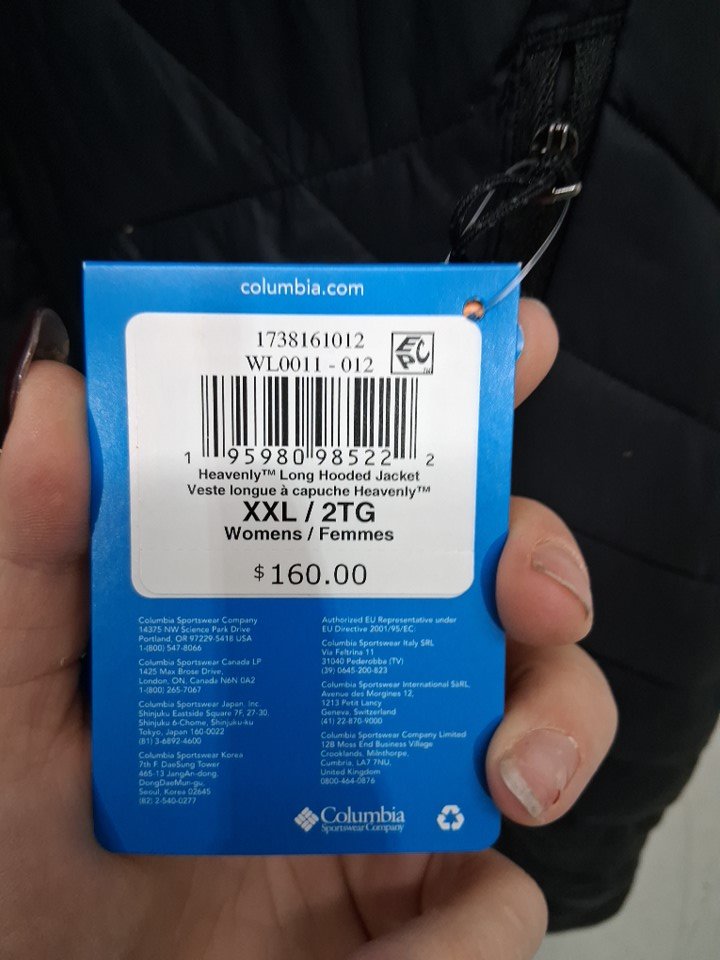 columbia.com
1738161012
WL0011 - 012
EPC™
1 95980 98522 2
Heavenly™ Long Hooded Jacket
Veste longue à capuche Heavenly™
XXL / 2TG
Womens / Femmes
$160.00
Columbia Sportswear Company
14375 NW Science Park Drive
Portland, OR 97229-5418 USA
1-(800) 547-8066
Columbia Sportswear Canada LP
1425 Max Brose Drive,
London, ON, Canada N6N 0A2
1-(800) 265-7067
Columbia Sportswear Japan, Inc.
Shinjuku Eastside Square 7F, 27-30,
Shinjuku 6-Chome, Shinjuku-ku
Tokyo, Japan 160-0022
(81) 3-6892-4600
Columbia Sportswear Korea
7th F. DaeSung Tower
465-13 JangAn-dong,
DongDaeMun-gu,
Seoul, Korea 02645
(82) 2-540-0277
Authorized EU Representative under
EU Directive 2001/95/EC:
Columbia Sportswear Italy SRL
Via Feltrina 11
31040 Pederobba (TV)
(39) 0645-200-823
Columbia Sportswear International SàRL,
Avenue des Morgines 12,
1213 Petit Lancy
Geneva, Switzerland
(41) 22-870-9000
Columbia Sportswear Company Limited
12B Moss End Business Village
Crooklands, Milnthorpe,
Cumbria, LA7 7NU,
United Kingdom
0800-464-0876
Columbia
Sportswear Company